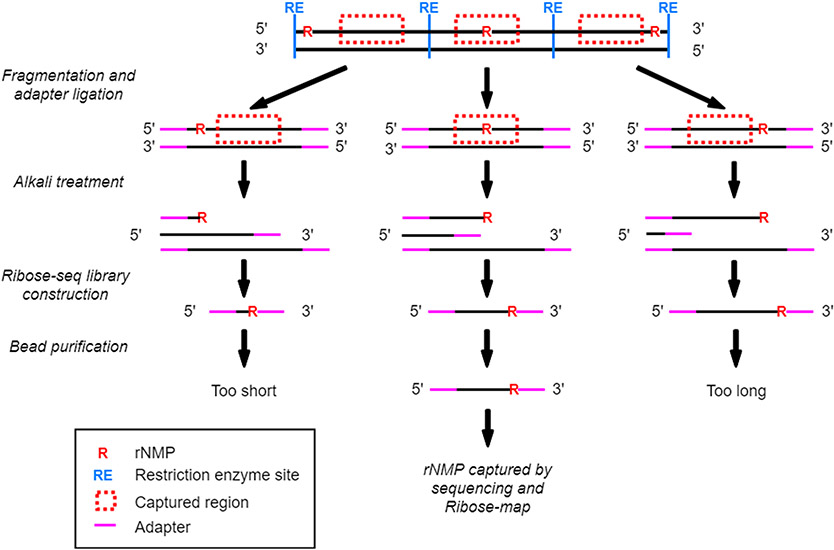 RE RE RE RE
5' R R R 3'
3' 5'
Fragmentation and
adapter ligation
5' R 3' 5' R 3' 5' R 3'
3' 5' 3' 5' 3' 5'
Alkali treatment
R R R
5' 3' 5' 3' 5' 3'
Ribose-seq library
construction
5' R 3' 5' R 3' 5' R 3'
Bead purification
Too short 5' R 3' Too long
rNMP captured by
sequencing and
Ribose-map
R rNMP
RE Restriction enzyme site
Captured region
Adapter